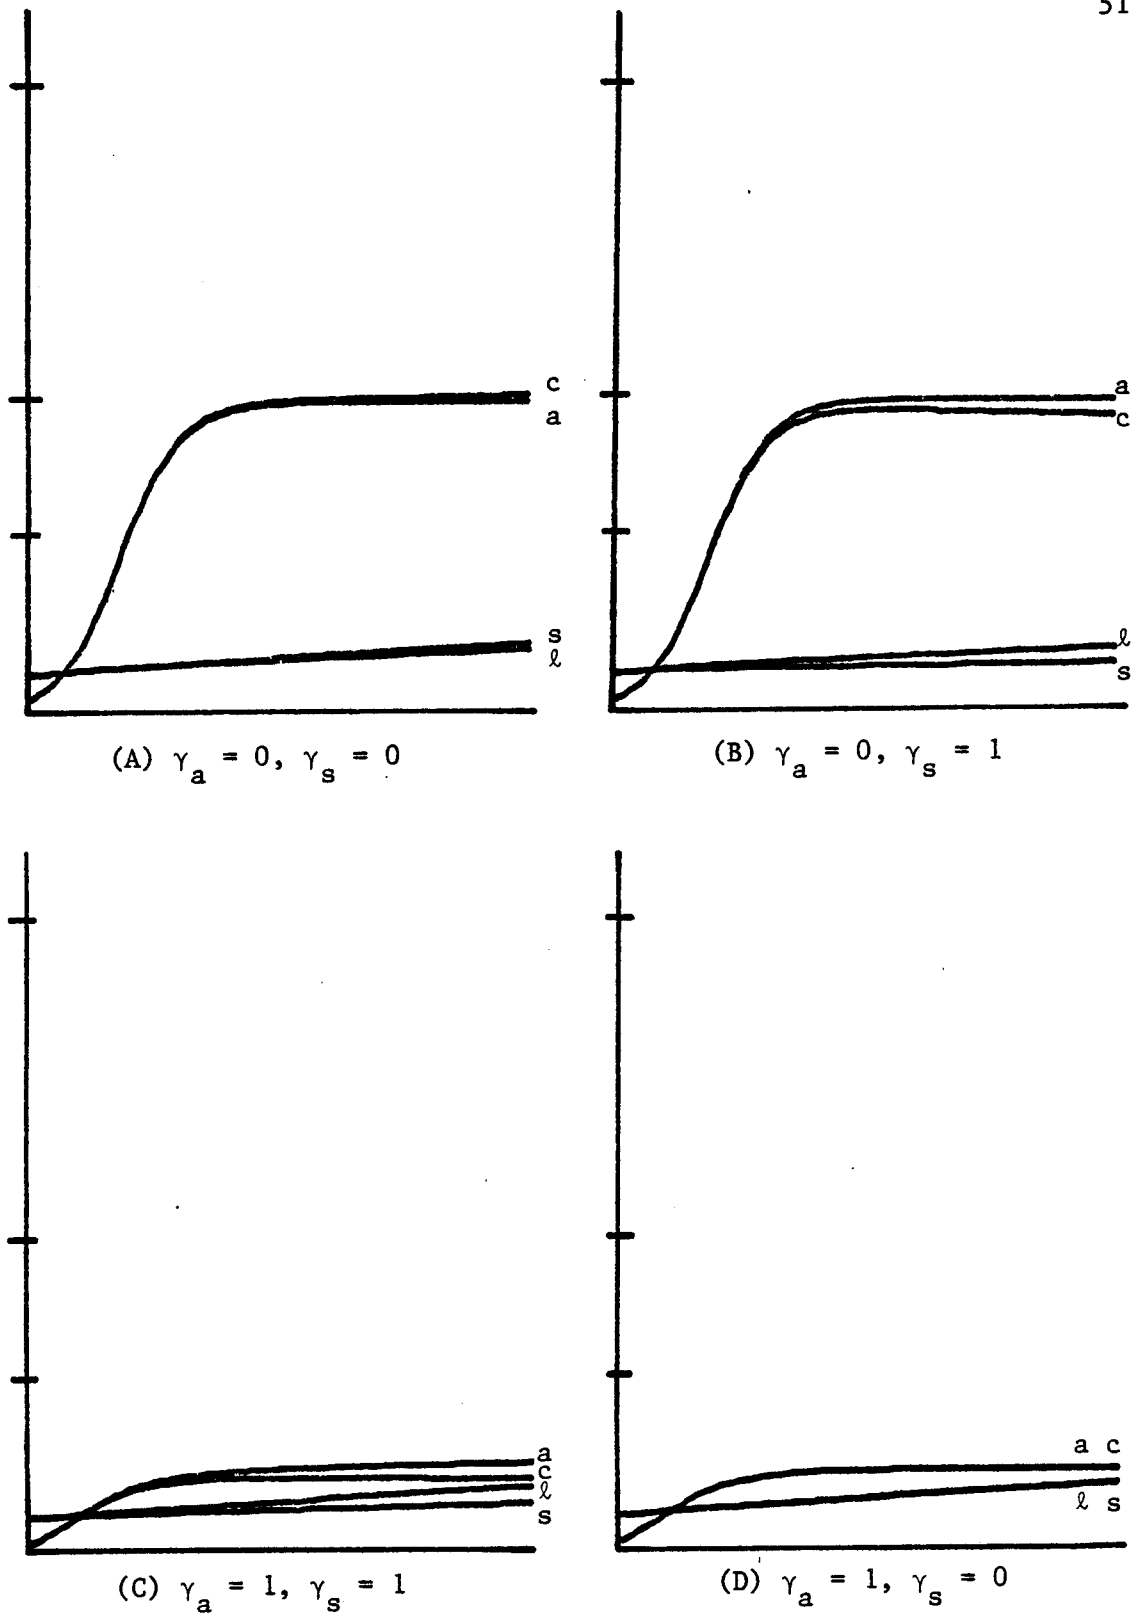 51
c
a
s
ℓ
(A) γa = 0, γs = 0
a
c
ℓ
s
(B) γa = 0, γs = 1
a
c
ℓ
s
(C) γa = 1, γs = 1
a c
ℓ s
(D) γa = 1, γs = 0